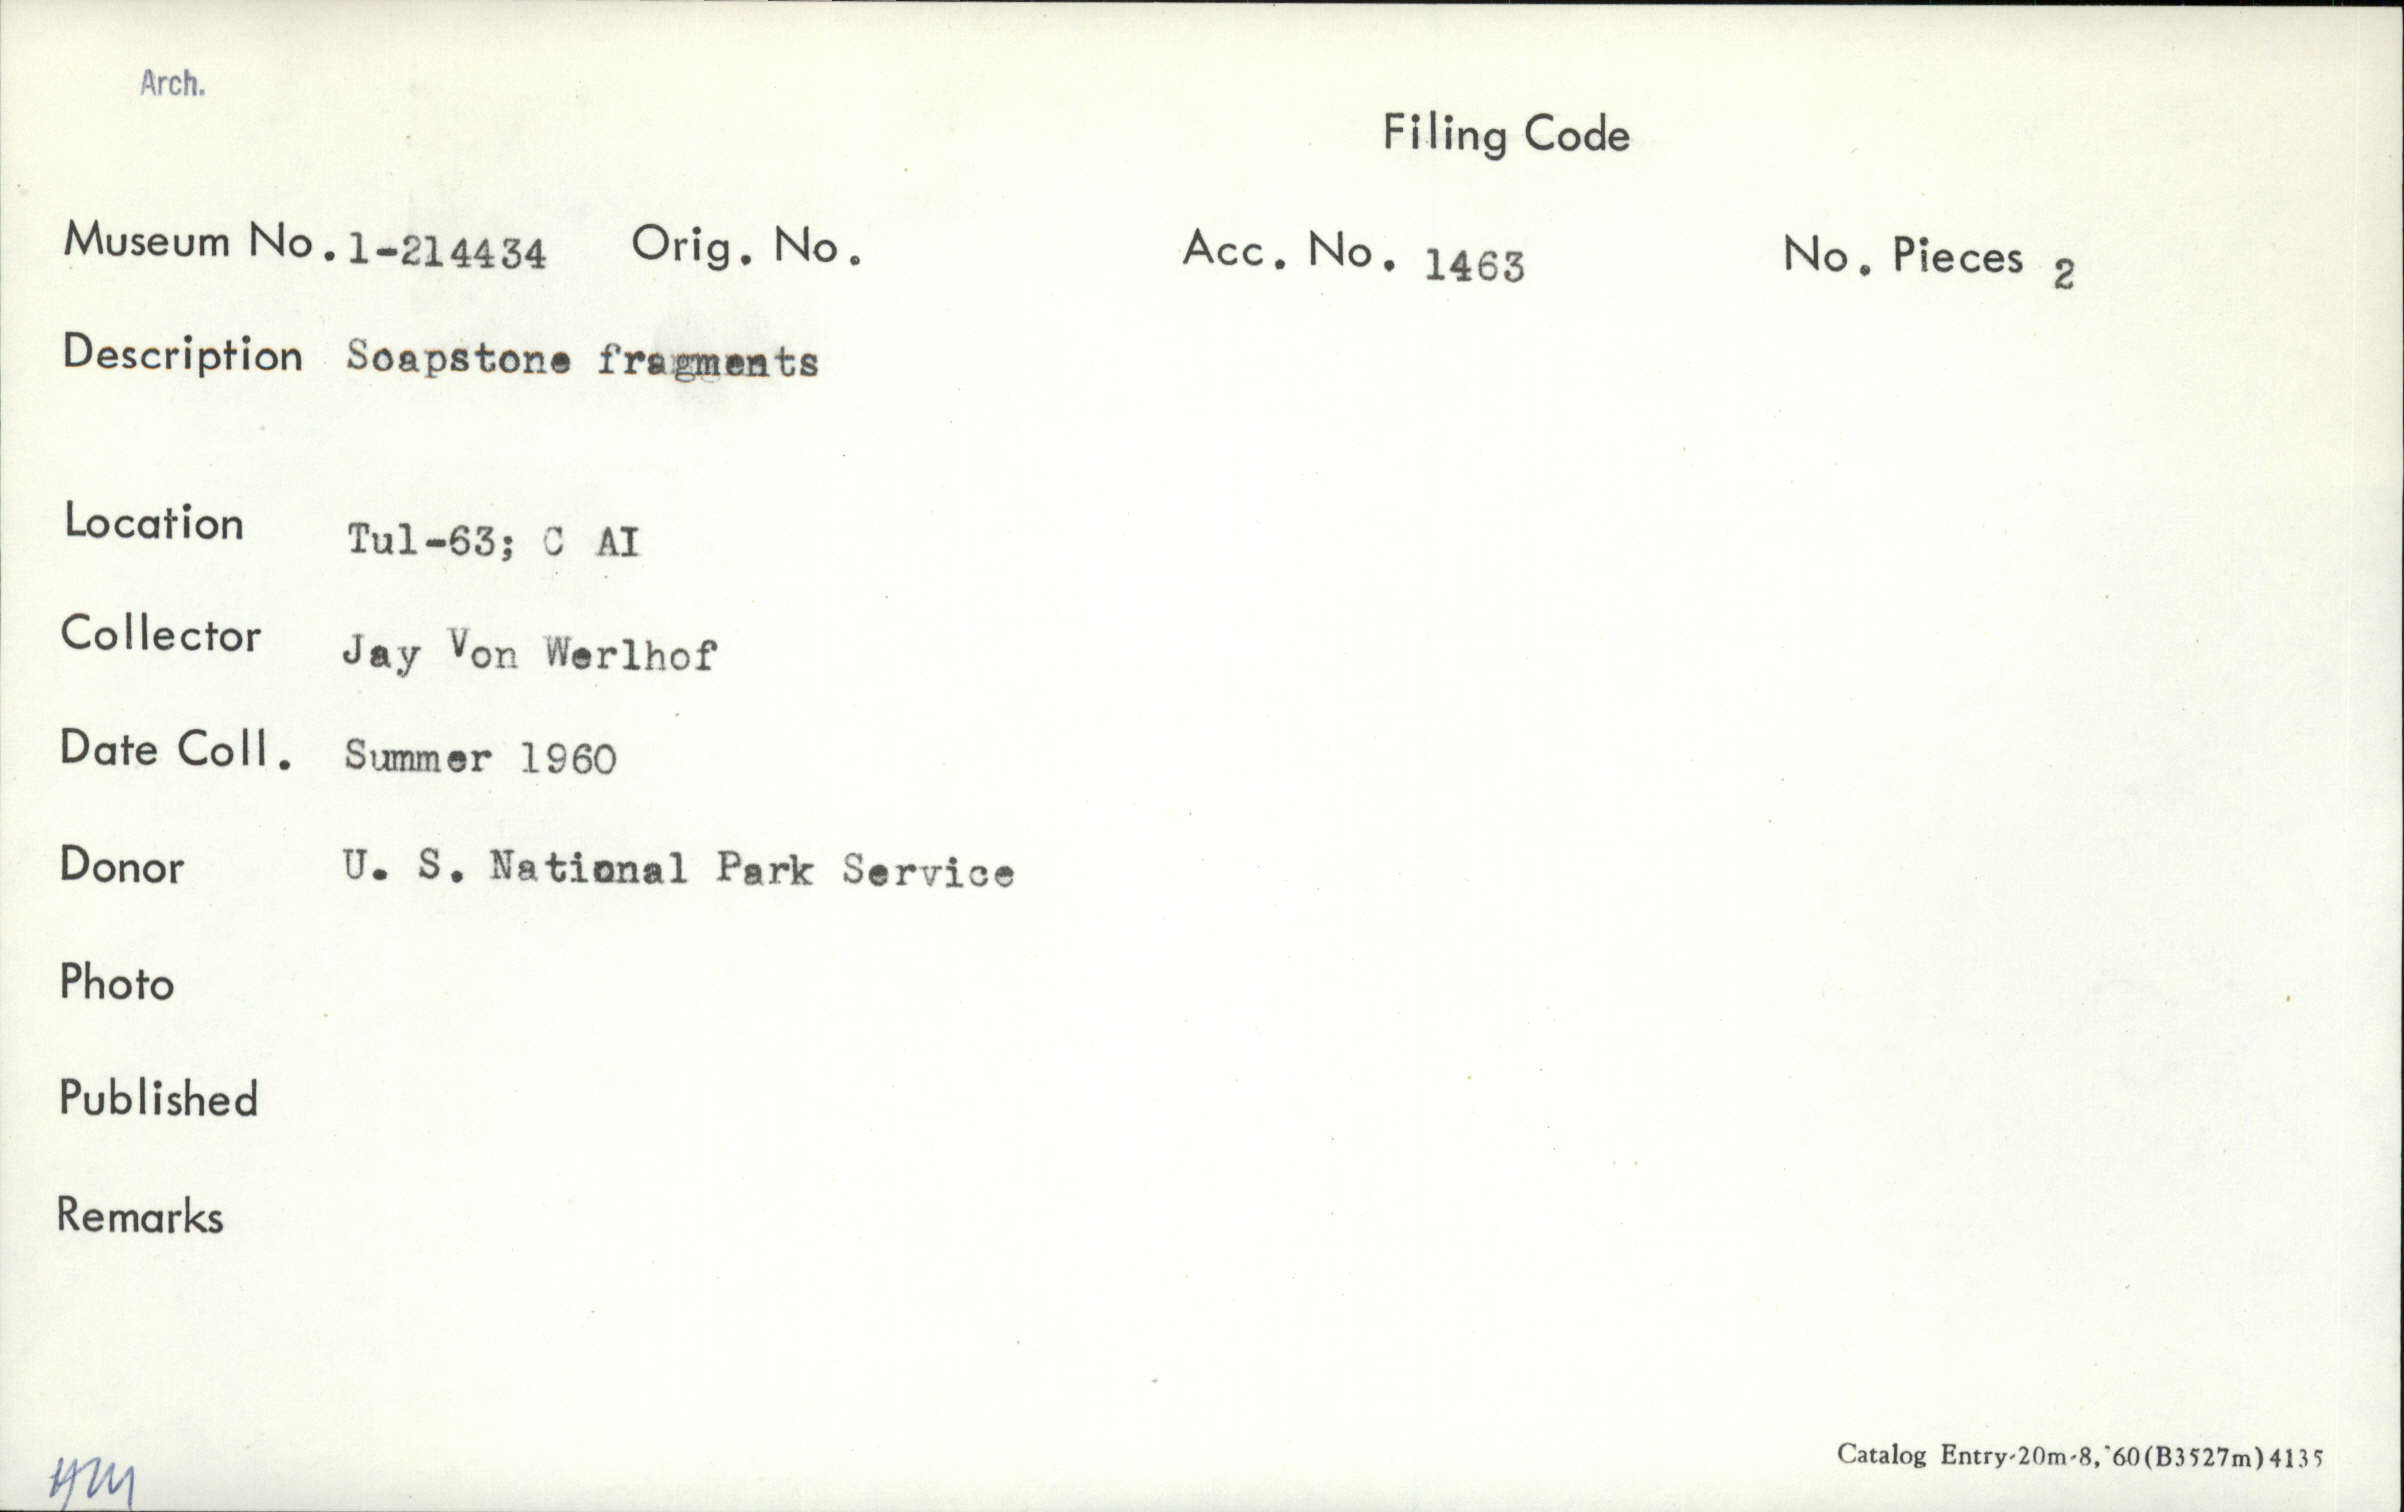 Arch.
Filing Code
Museum No. 1-214434 Orig. No. Acc. No. 1463 No. Pieces 2
Description Soapstone fragments
Location Tul-63; C AI
Collector Jay Von Werlhof
Date Coll. Summer 1960
Donor U. S. National Park Service
Photo
Published
Remarks
Catalog Entry-20m-8,'60(B3527m)4135